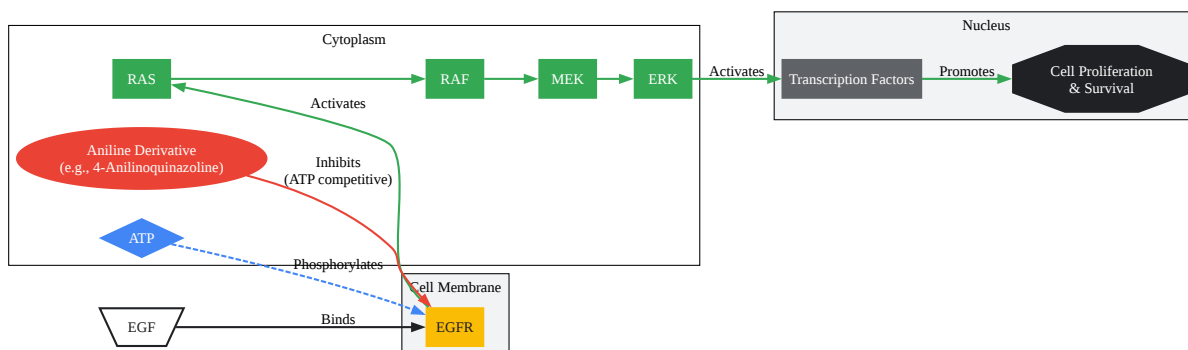 Cytoplasm
Nucleus
RAS
RAF
MEK
ERK
Activates
Transcription Factors
Promotes
Cell Proliferation
& Survival
Activates
Aniline Derivative
(e.g., 4-Anilinoquinazoline)
Inhibits
(ATP competitive)
ATP
Phosphorylates
Cell Membrane
EGF
Binds
EGFR